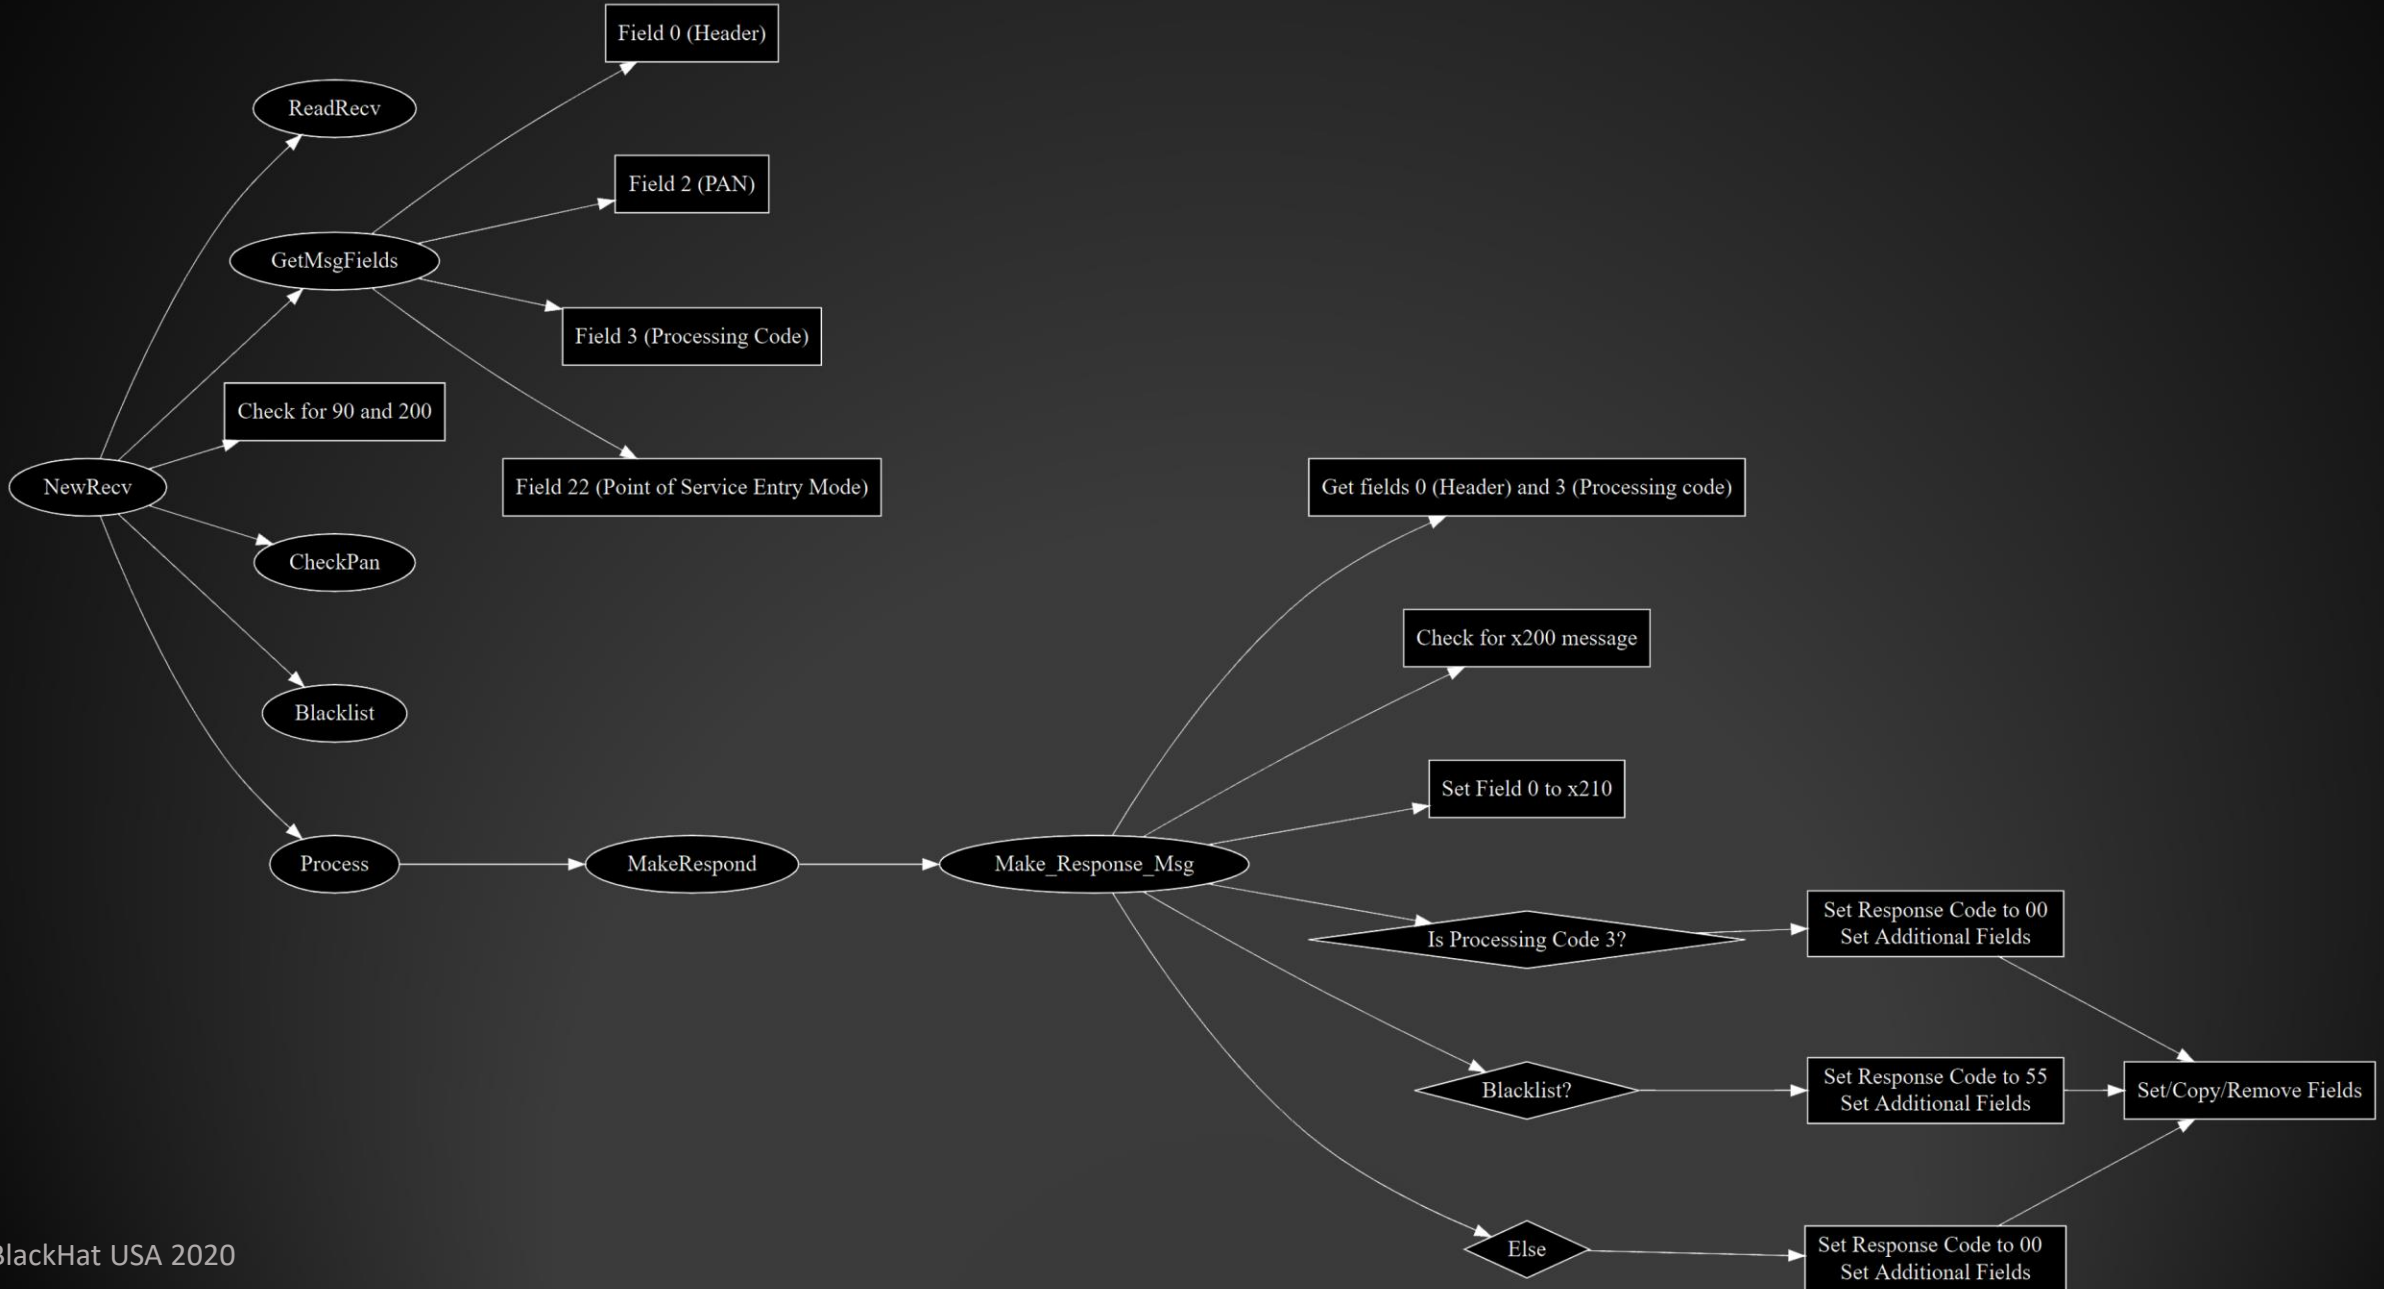 Field 0 (Header)
ReadRecv
Field 2 (PAN)
GetMsgFields
Field 3 (Processing Code)
Check for 90 and 200
NewRecv
Field 22 (Point of Service Entry Mode)
Get fields 0 (Header) and 3 (Processing code)
CheckPan
Check for x200 message
Blacklist
Set Field 0 to x210
Process
MakeRespond
Make_Response_Msg
Is Processing Code 3?
Set Response Code to 00
Set Additional Fields
Blacklist?
Set Response Code to 55
Set Additional Fields
Set/Copy/Remove Fields
Else
Set Response Code to 00
Set Additional Fields
BlackHat USA 2020